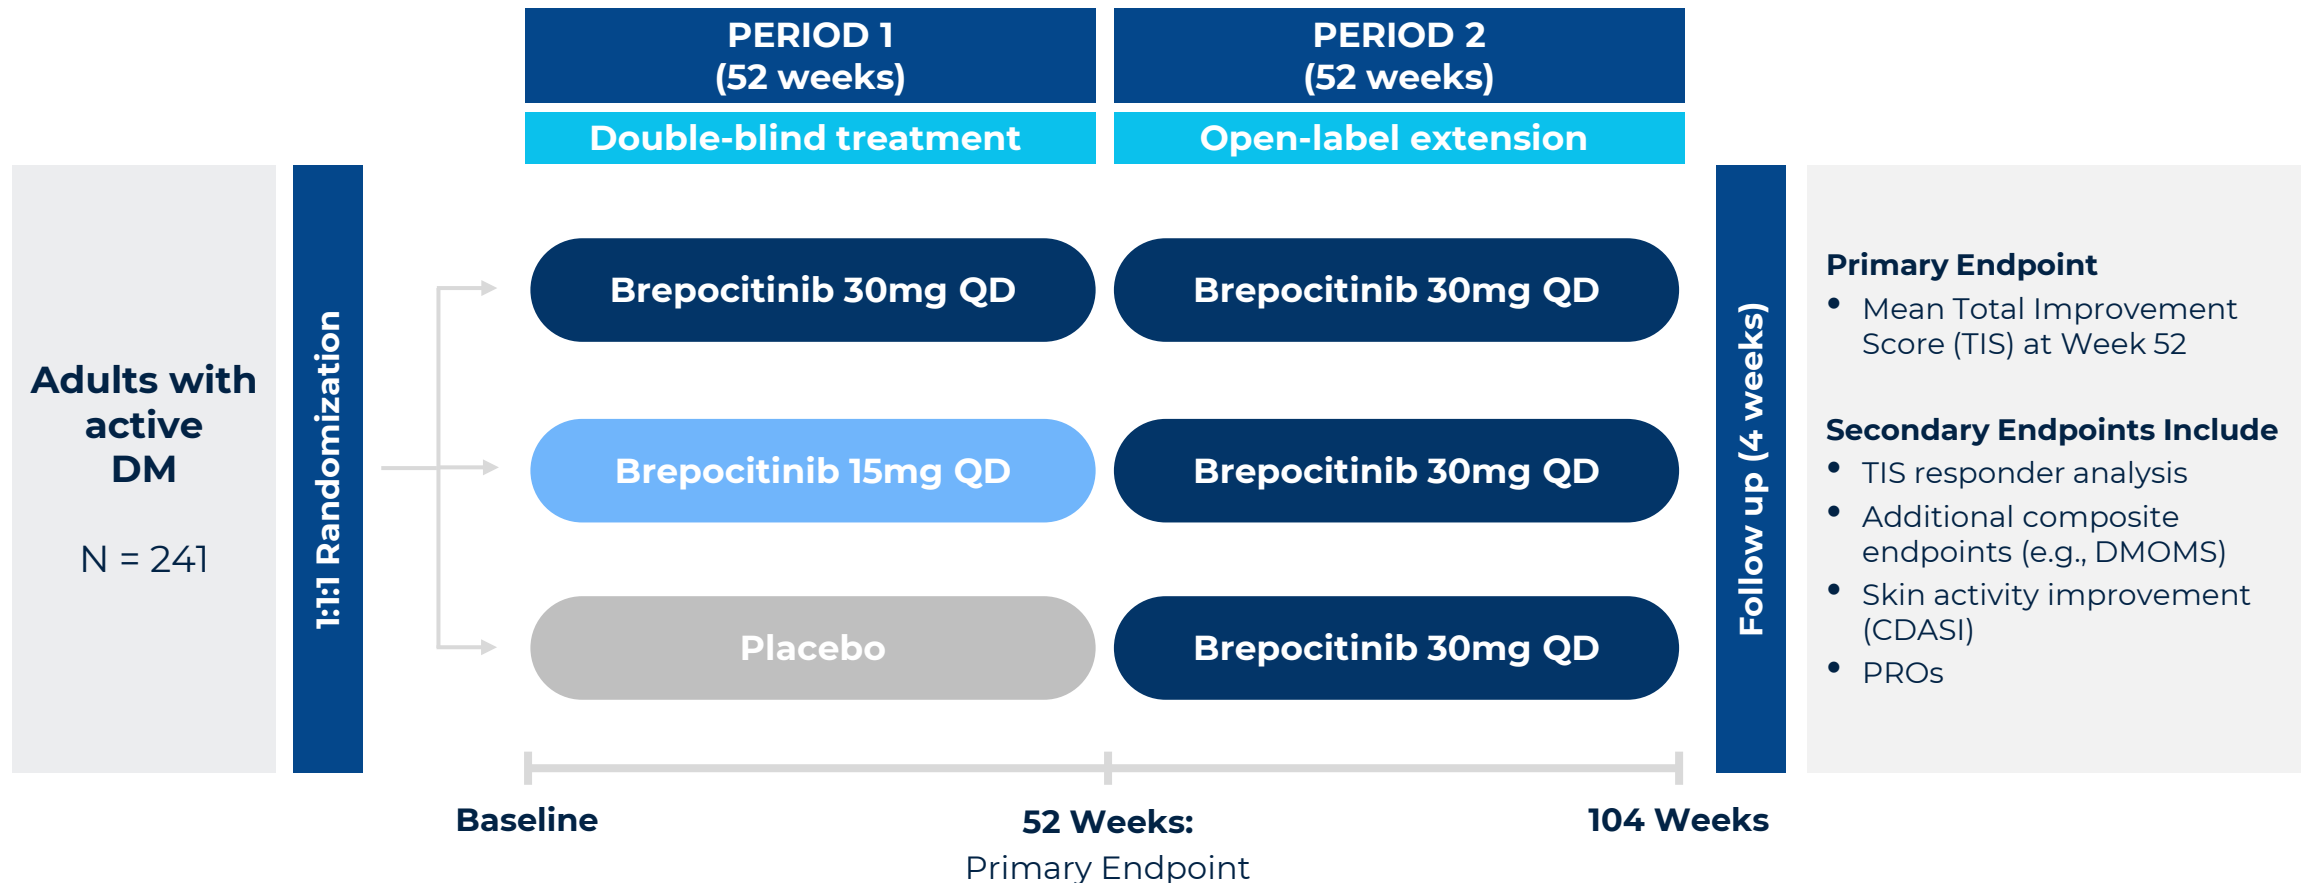 PERIOD 1
(52 weeks)
PERIOD 2
(52 weeks)
Double-blind treatment
Open-label extension
Adults with
active
DM
N = 241
1:1:1 Randomization
Brepocitinib 30mg QD
Brepocitinib 30mg QD
Brepocitinib 15mg QD
Brepocitinib 30mg QD
Placebo
Brepocitinib 30mg QD
Follow up (4 weeks)
Primary Endpoint
• Mean Total Improvement
Score (TIS) at Week 52
Secondary Endpoints Include
• TIS responder analysis
• Additional composite
endpoints (e.g., DMOMS)
• Skin activity improvement
(CDASI)
• PROs
Baseline
52 Weeks:
Primary Endpoint
104 Weeks